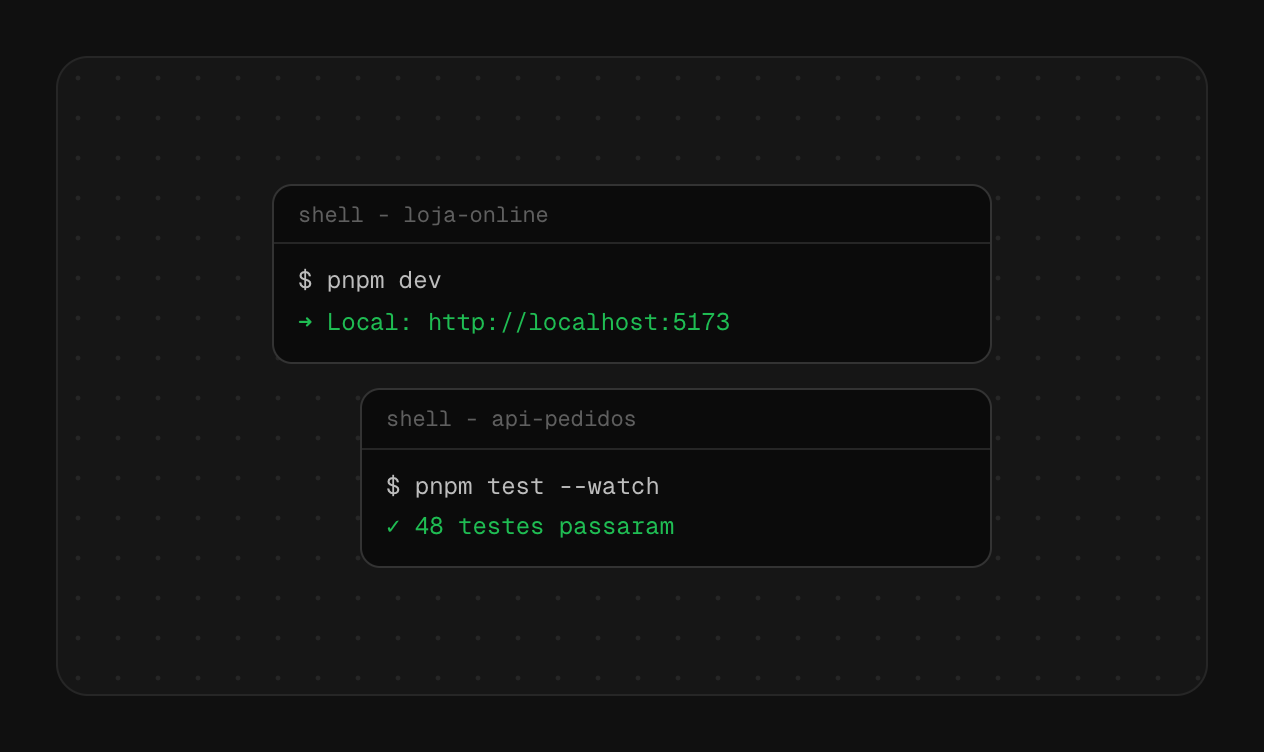 shell - loja-online
$ pnpm dev
➜ Local: http://localhost:5173
shell - api-pedidos
$ pnpm test --watch
✓ 48 testes passaram